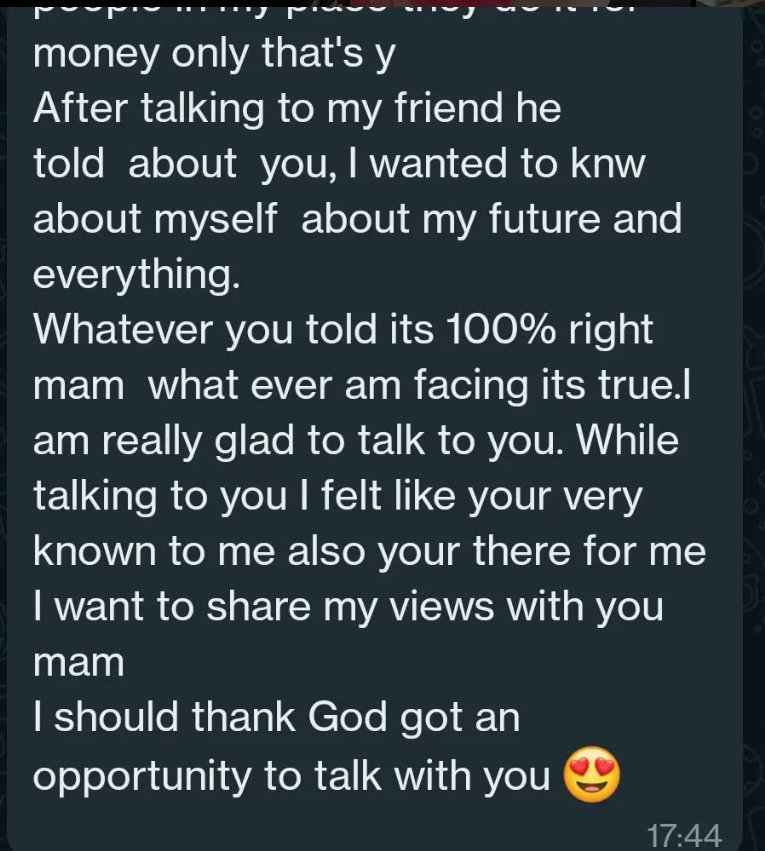 money only that's y
After talking to my friend he
told  about  you, I wanted to knw
about myself  about my future and
everything.
Whatever you told its 100% right
mam  what ever am facing its true.I
am really glad to talk to you. While
talking to you I felt like your very
known to me also your there for me
I want to share my views with you
mam
I should thank God got an
opportunity to talk with you 😍
17:44